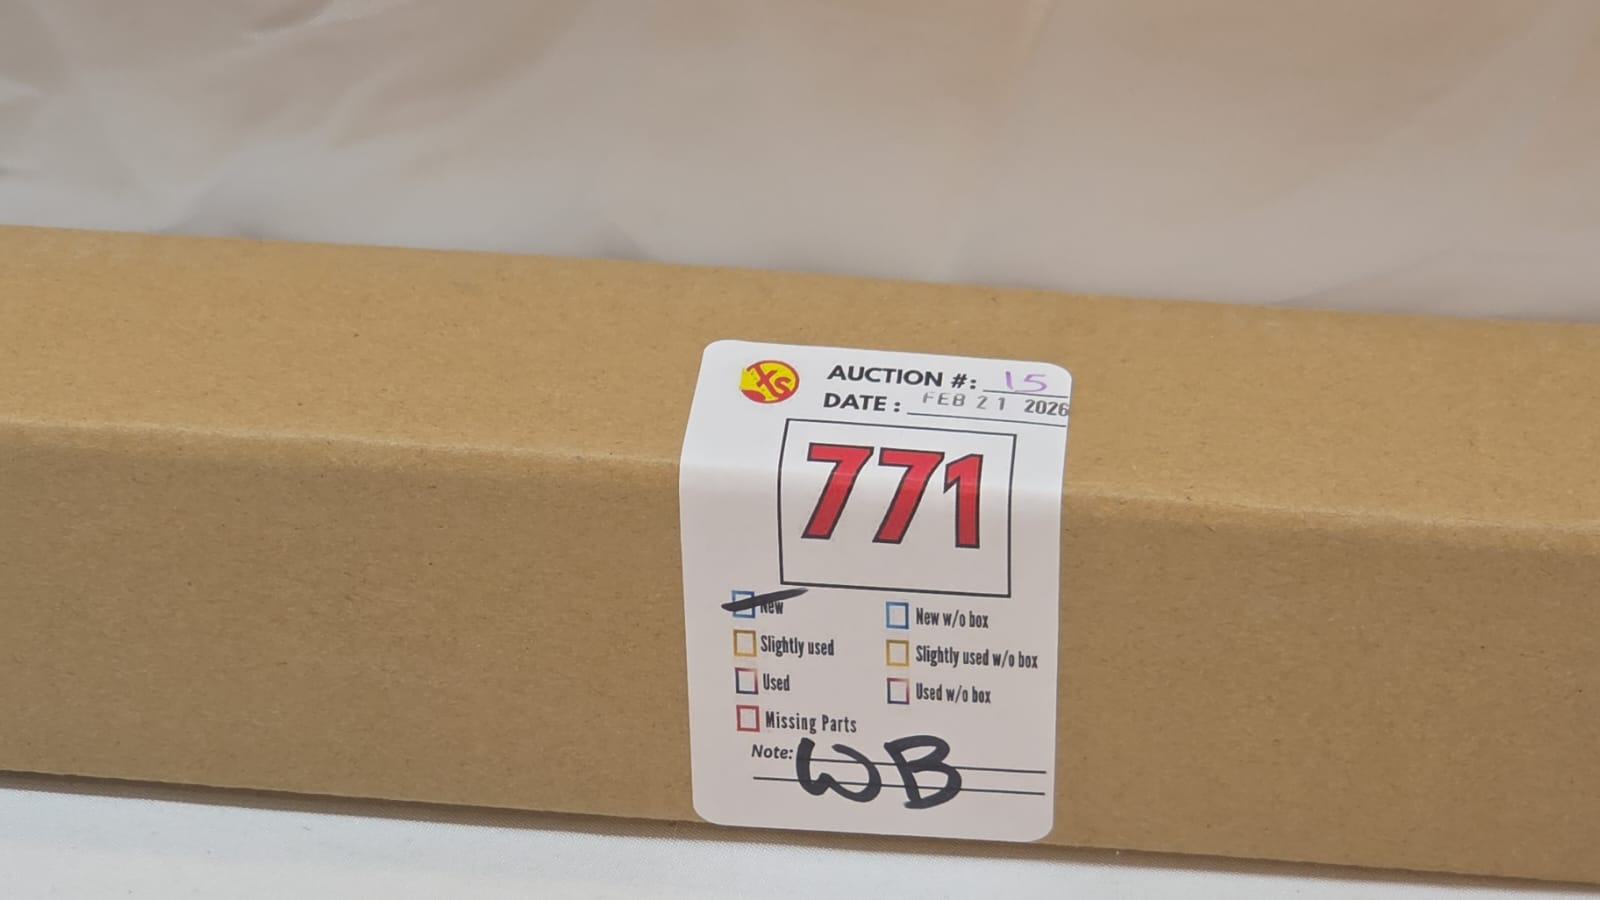 XS
AUCTION #: 15
DATE: FEB 21 2026
771
New
New w/o box
Slightly used
Slightly used w/o box
Used
Used w/o box
Missing Parts
Note: WB